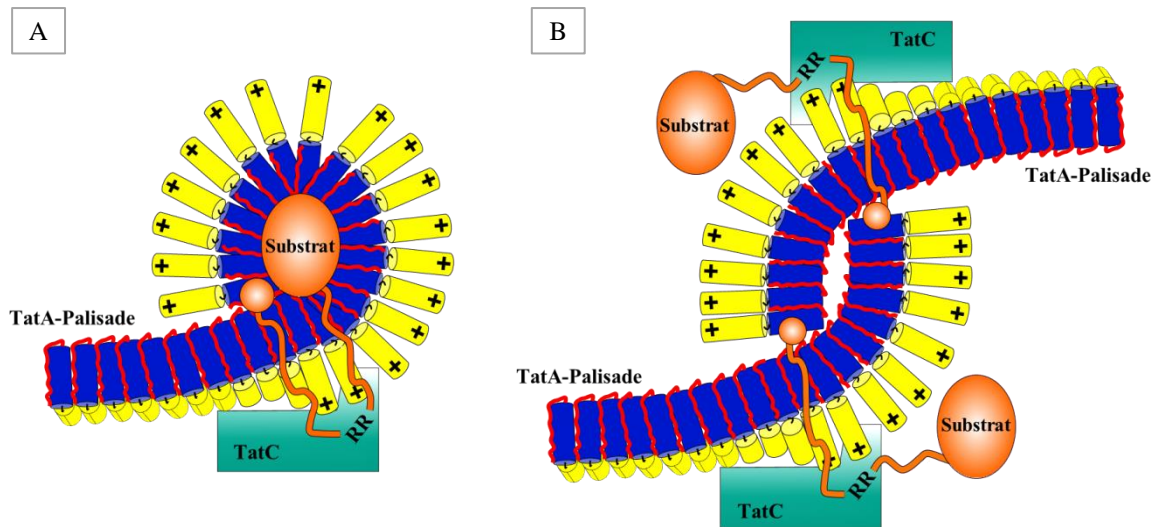 A
Substrat
TatA-Palisade
+ + + + + + + + + + + + + + + +
RR
TatC
B
TatC
RR
Substrat
TatA-Palisade
+ + + + + + + + + + + + + + + + + + + +
TatA-Palisade
Substrat
RR
TatC